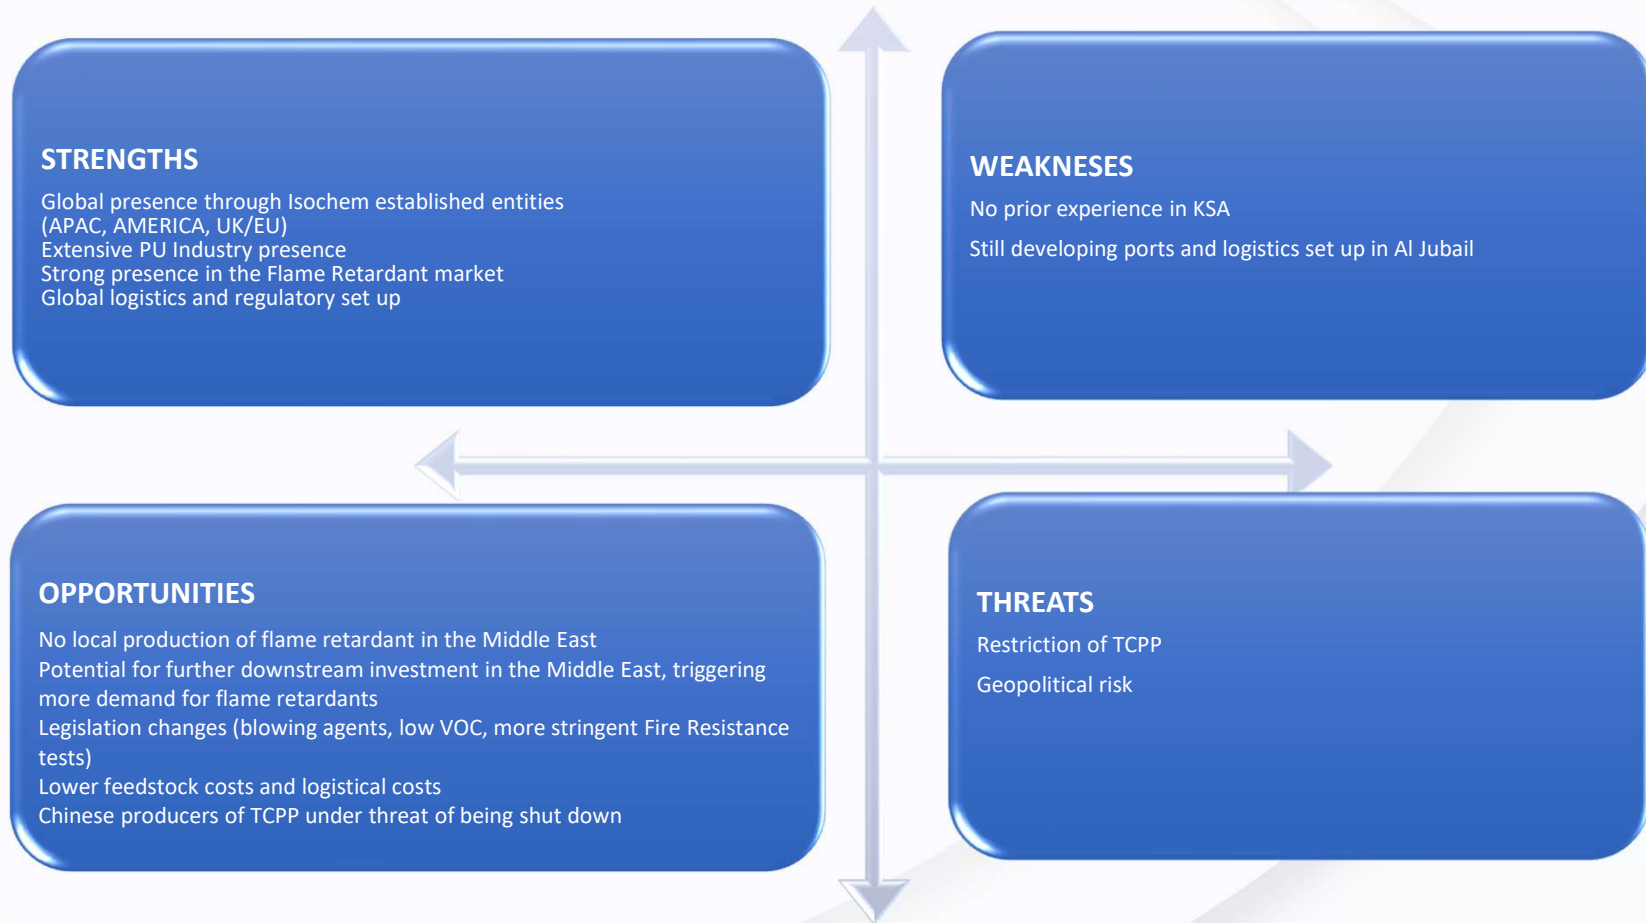 STRENGTHS
Global presence through Isochem established entities
(APAC, AMERICA, UK/EU)
Extensive PU Industry presence
Strong presence in the Flame Retardant market
Global logistics and regulatory set up
WEAKNESES
No prior experience in KSA
Still developing ports and logistics set up in Al Jubail
OPPORTUNITIES
No local production of flame retardant in the Middle East
Potential for further downstream investment in the Middle East, triggering
more demand for flame retardants
Legislation changes (blowing agents, low VOC, more stringent Fire Resistance
tests)
Lower feedstock costs and logistical costs
Chinese producers of TCPP under threat of being shut down
THREATS
Restriction of TCPP
Geopolitical risk